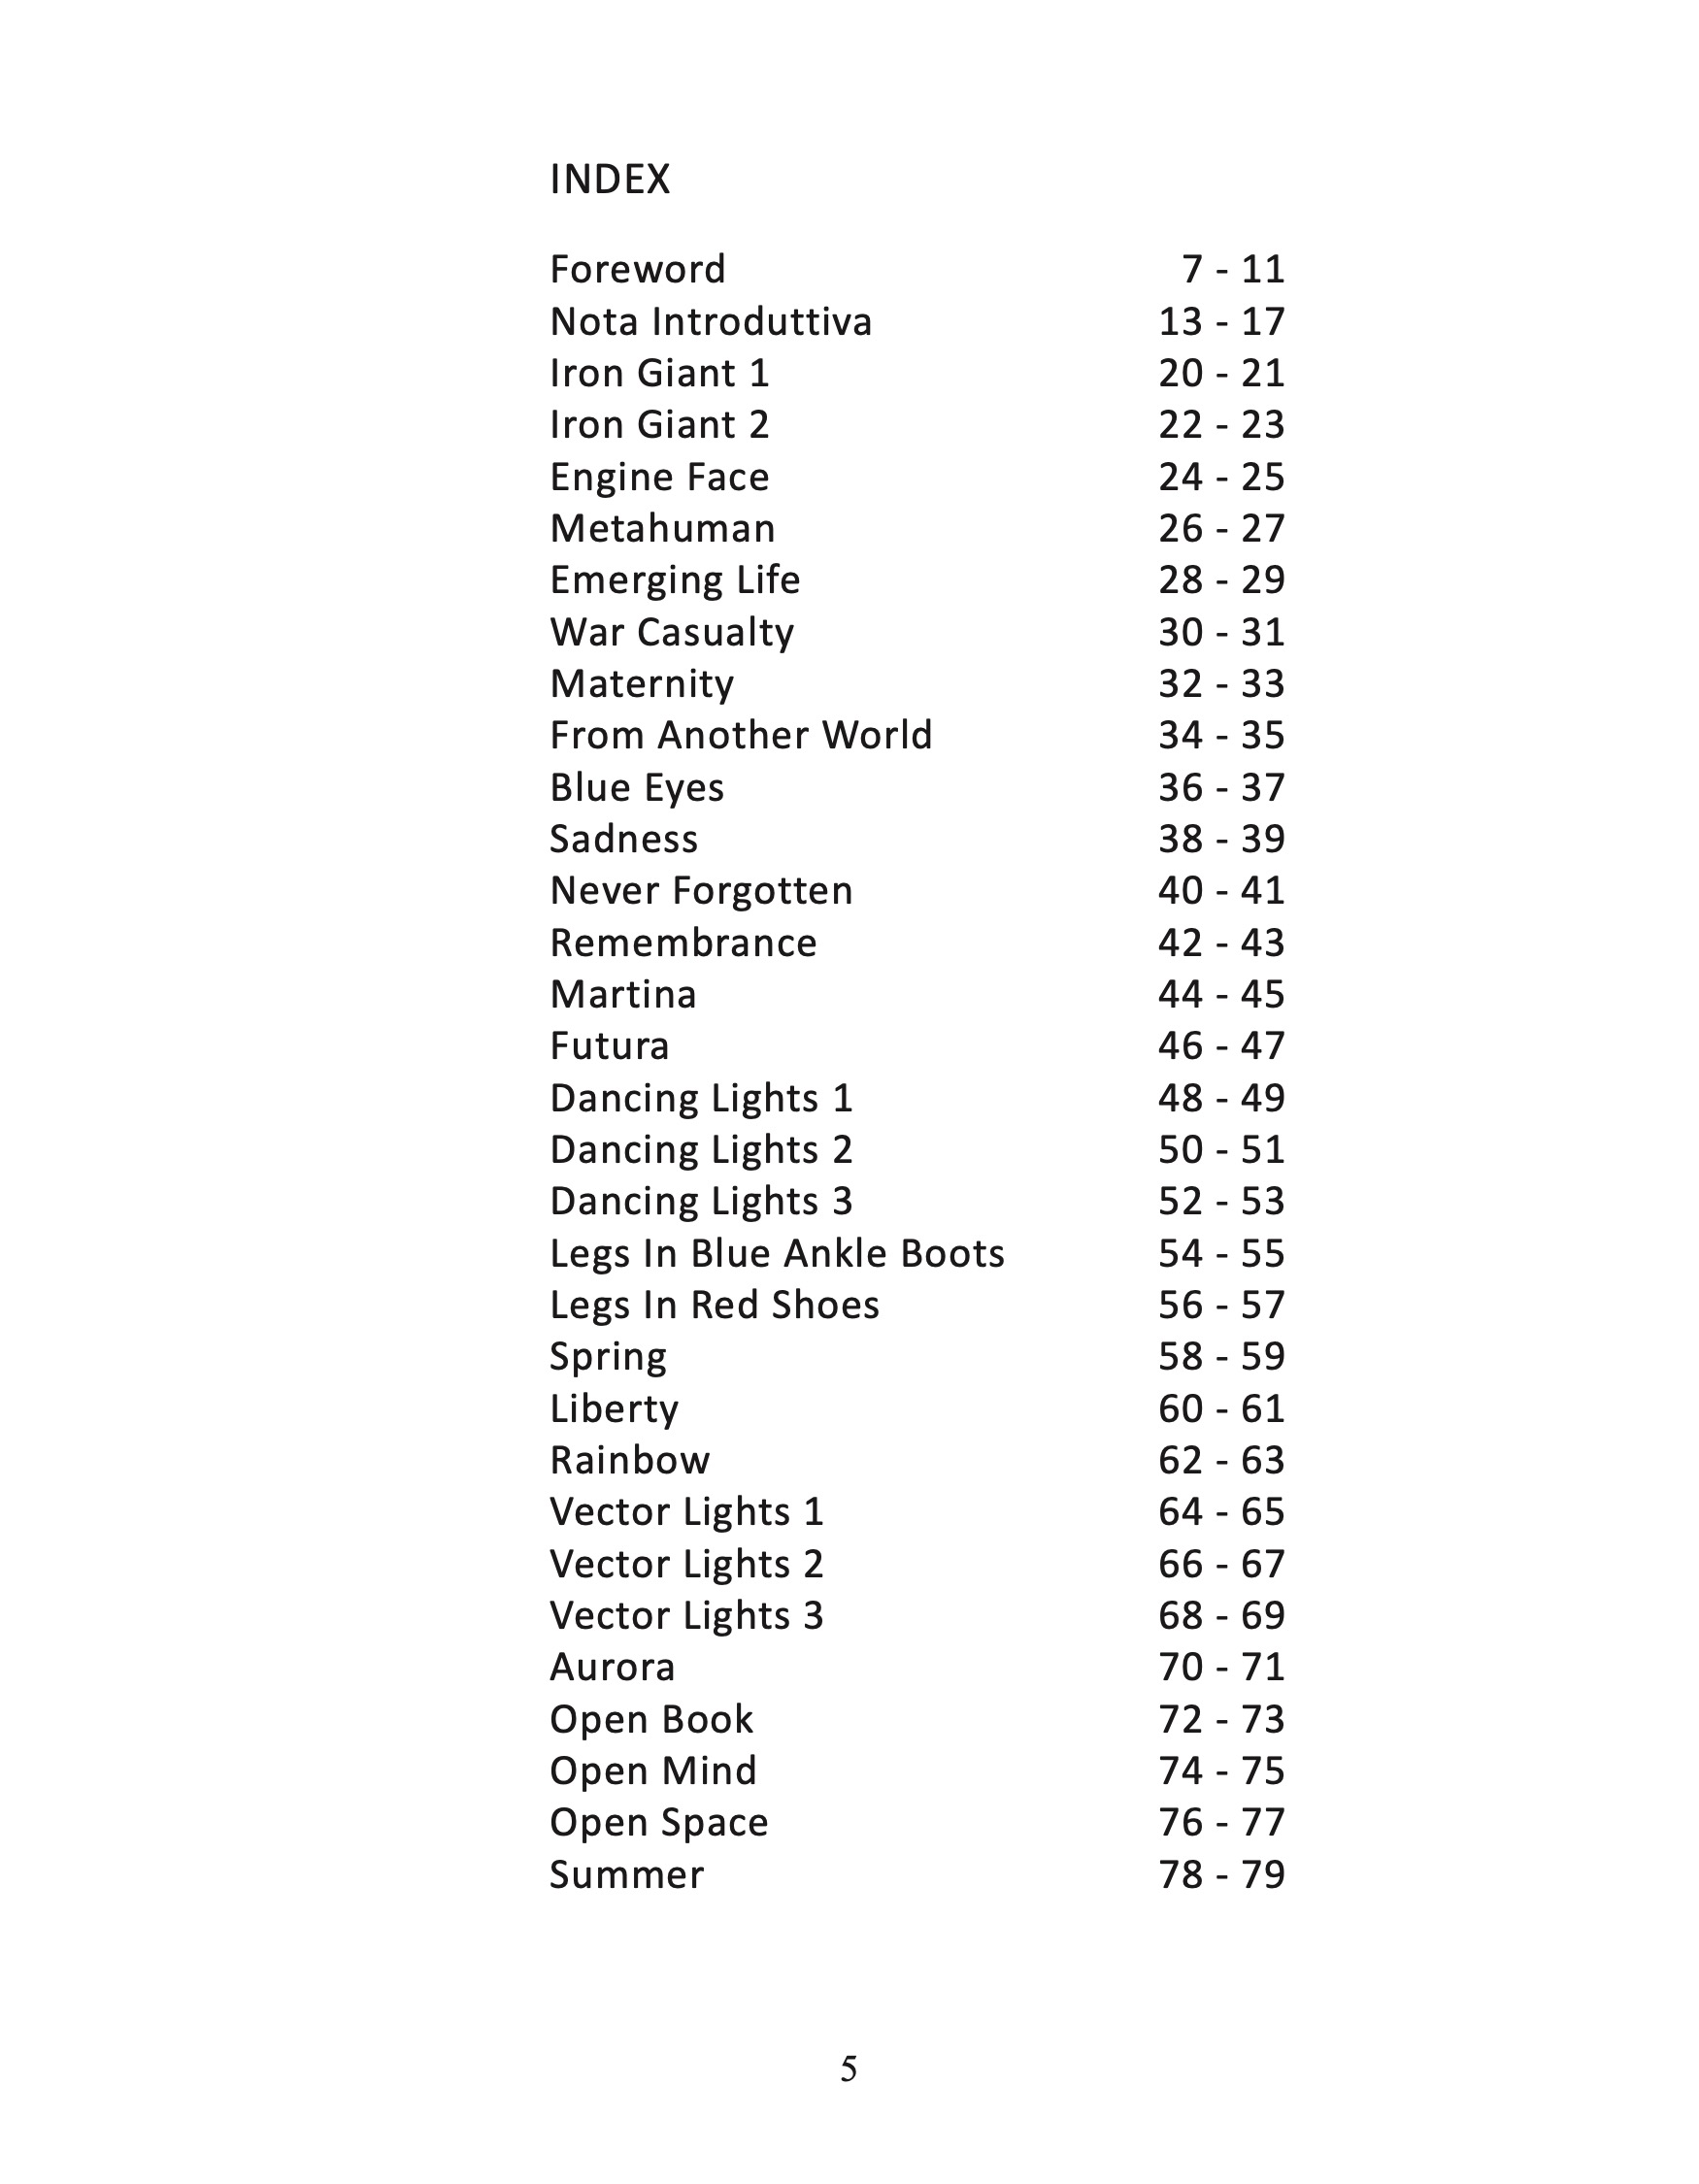 INDEX
Foreword 7 - 11
Nota Introduttiva 13 - 17
Iron Giant 1 20 - 21
Iron Giant 2 22 - 23
Engine Face 24 - 25
Metahuman 26 - 27
Emerging Life 28 - 29
War Casualty 30 - 31
Maternity 32 - 33
From Another World 34 - 35
Blue Eyes 36 - 37
Sadness 38 - 39
Never Forgotten 40 - 41
Remembrance 42 - 43
Martina 44 - 45
Futura 46 - 47
Dancing Lights 1 48 - 49
Dancing Lights 2 50 - 51
Dancing Lights 3 52 - 53
Legs In Blue Ankle Boots 54 - 55
Legs In Red Shoes 56 - 57
Spring 58 - 59
Liberty 60 - 61
Rainbow 62 - 63
Vector Lights 1 64 - 65
Vector Lights 2 66 - 67
Vector Lights 3 68 - 69
Aurora 70 - 71
Open Book 72 - 73
Open Mind 74 - 75
Open Space 76 - 77
Summer 78 - 79
5